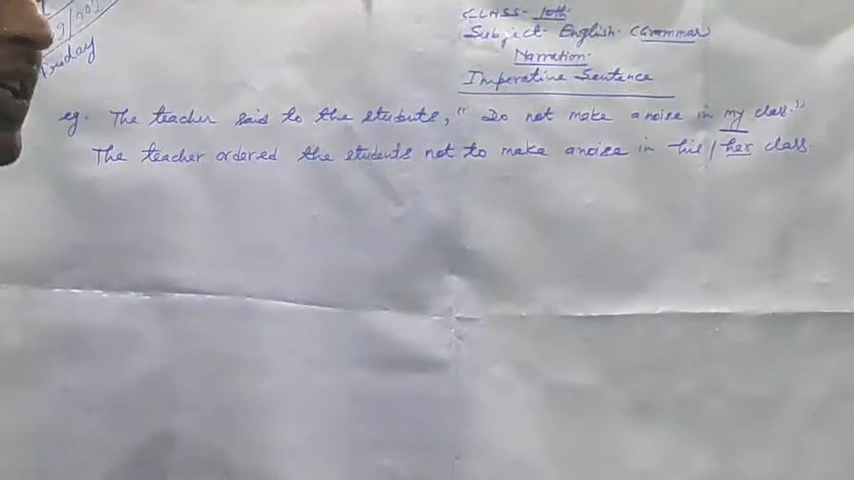 Friday
CLASS- 10th
Subject- English. (Grammar)
Narration:
Imperative Sentence
eg. The teacher said to the students, "Do not make a noise in my class."
The teacher ordered the students not to make a noise in his / her class.